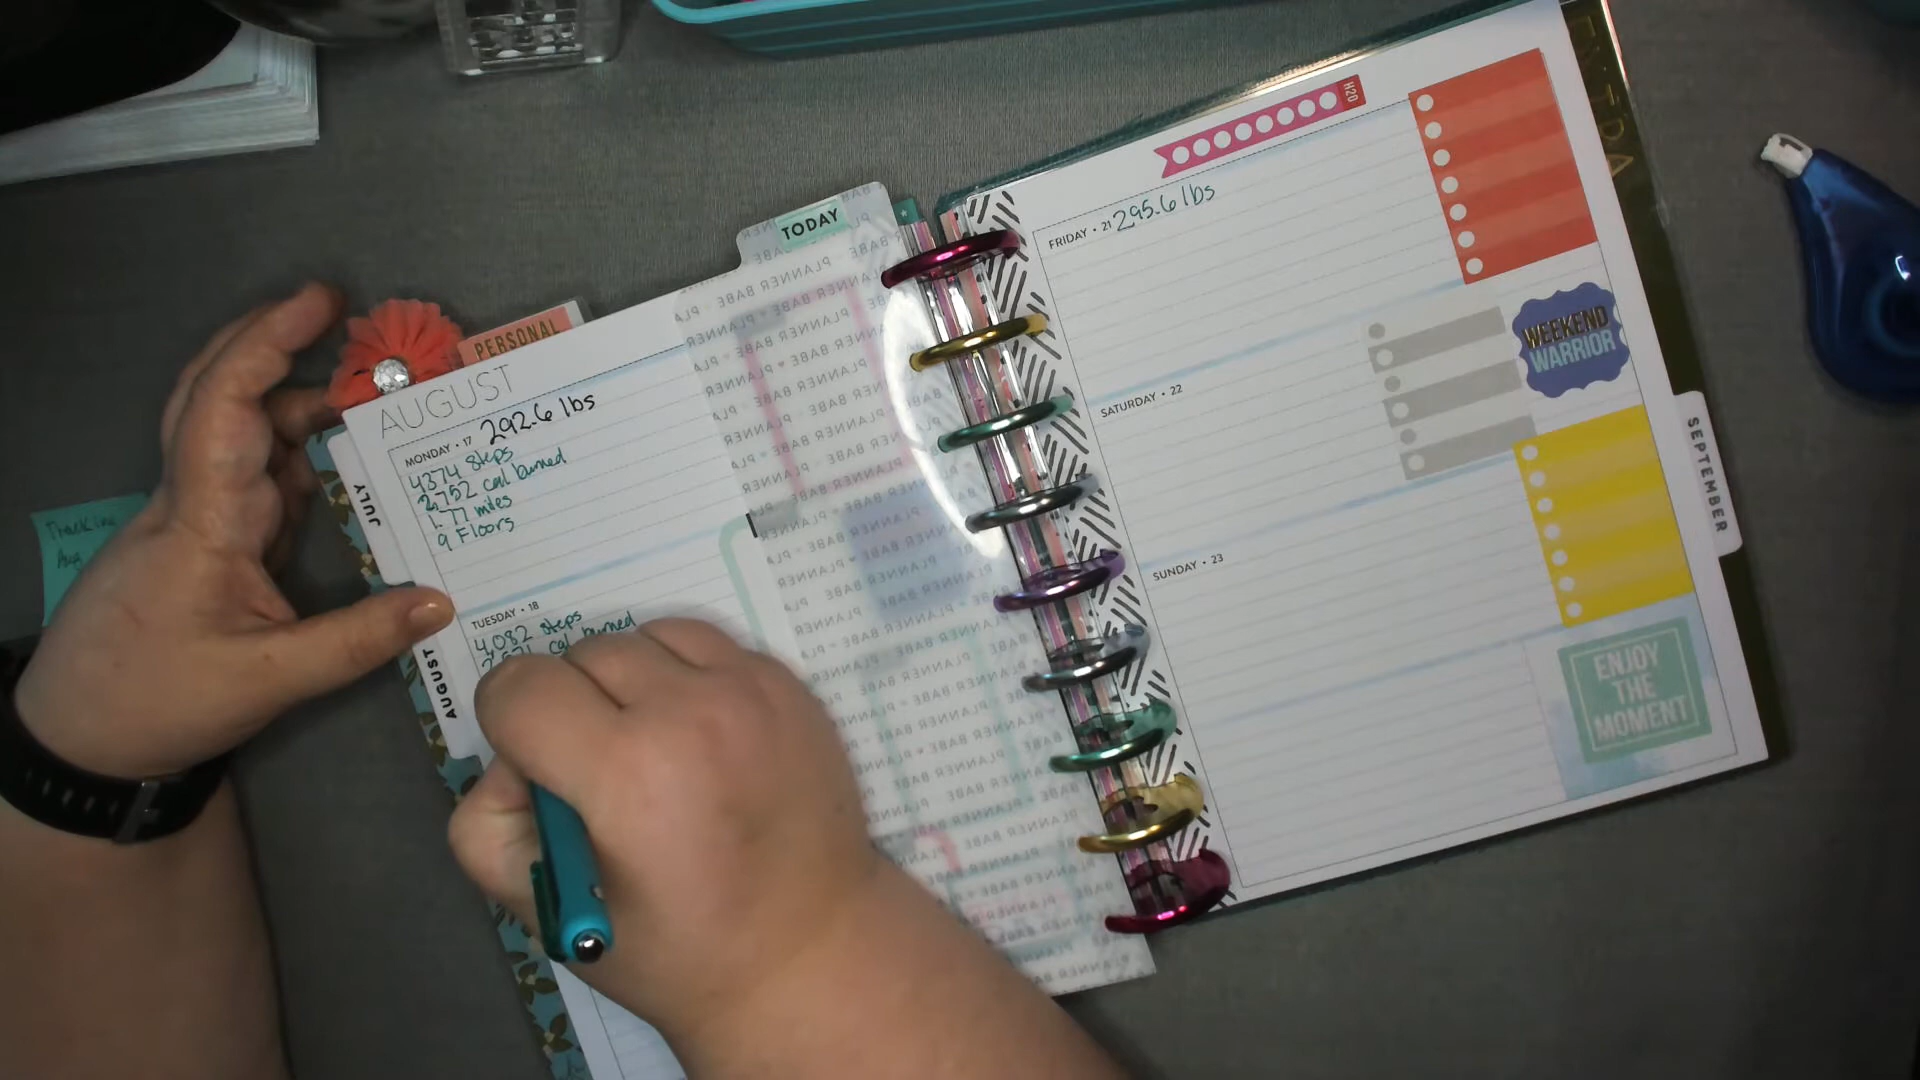 TODAY
PERSONAL
AUGUST
MONDAY • 17 292.6 lbs
4374 steps
2,752 cal burned
1.77 miles
9 Floors
TUESDAY • 18
4,082 steps
cal burned
JULY
AUGUST
Tracking
Aug
H2O
FRIDAY • 21 295.6 lbs
SATURDAY • 22
SUNDAY • 23
WEEKEND
WARRIOR
ENJOY
THE
MOMENT
SEPTEMBER
PLANNER BABE